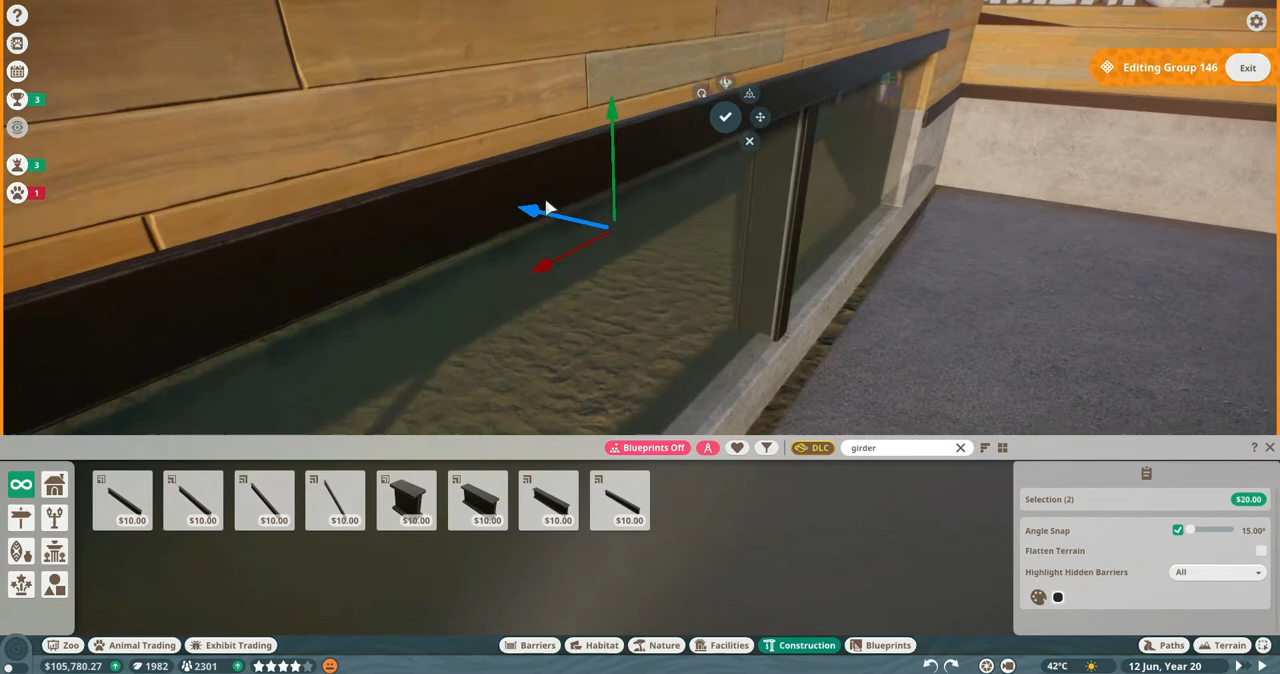 ?
3
Editing Group 146
Exit
3
1
Blueprints Off
DLC
girder
?
$10.00
$10.00
$10.00
$10.00
$10.00
$10.00
$10.00
$10.00
Selection (2)
$20.00
Angle Snap
15.00°
Flatten Terrain
Highlight Hidden Barriers
All
Zoo
Animal Trading
Exhibit Trading
Barriers
Habitat
Nature
Facilities
Construction
Blueprints
Paths
Terrain
$105,780.27
1982
2301
42°C
12 Jun, Year 20